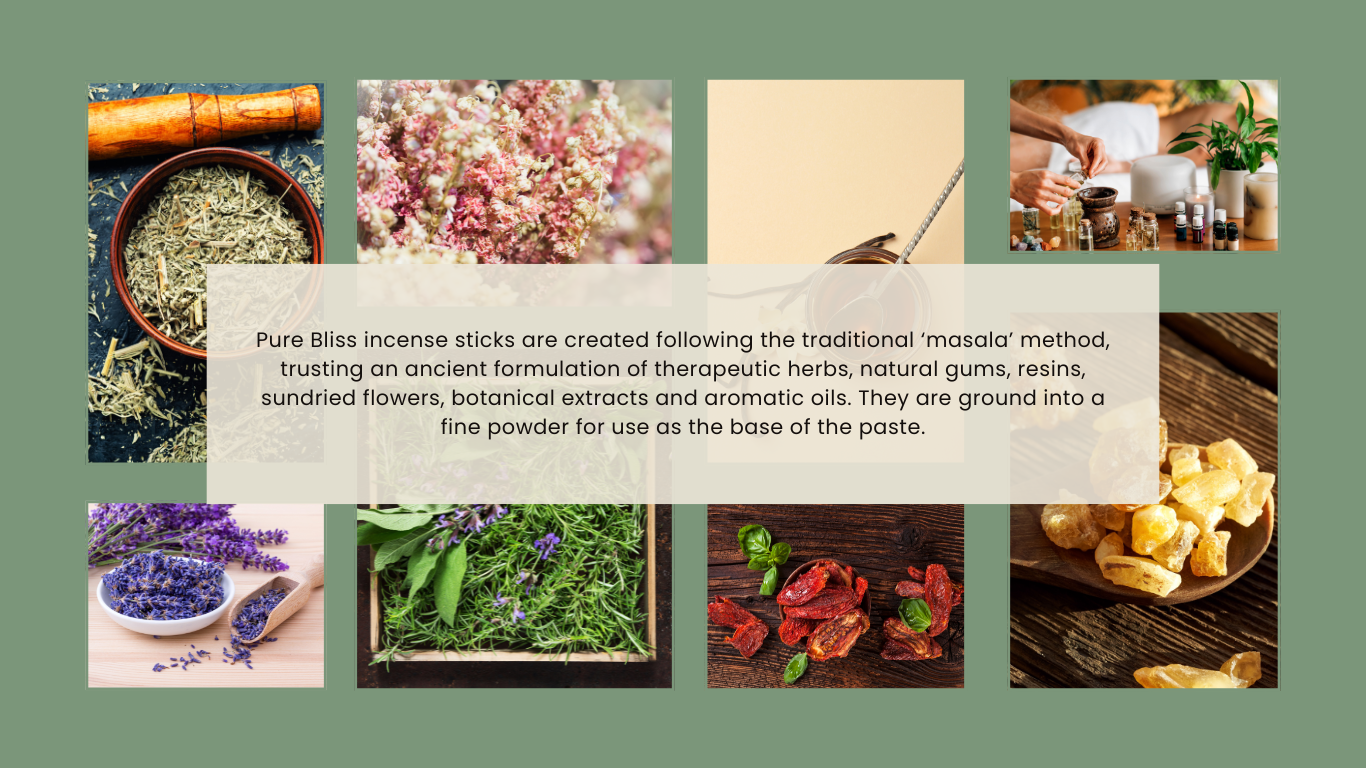 Pure Bliss incense sticks are created following the traditional ‘masala’ method,
trusting an ancient formulation of therapeutic herbs, natural gums, resins,
sundried flowers, botanical extracts and aromatic oils. They are ground into a
fine powder for use as the base of the paste.